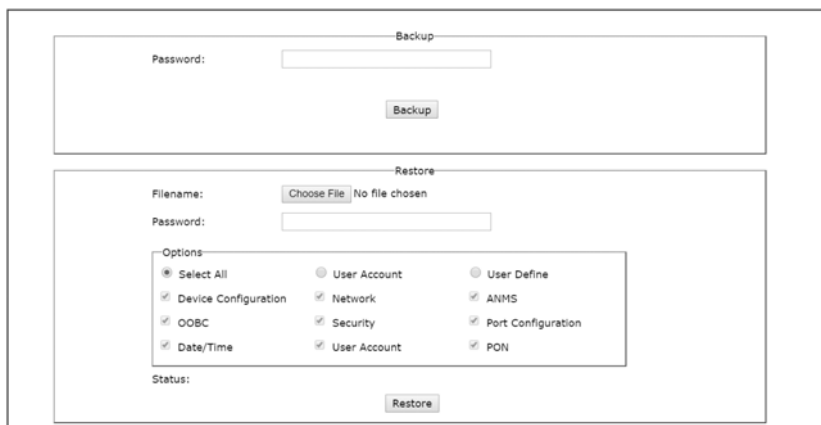 Backup
Password:
Backup
Restore
Filename: Choose File No file chosen
Password:
Options
Select All User Account User Define
Device Configuration Network ANMS
OOBC Security Port Configuration
Date/Time User Account PON
Status:
Restore